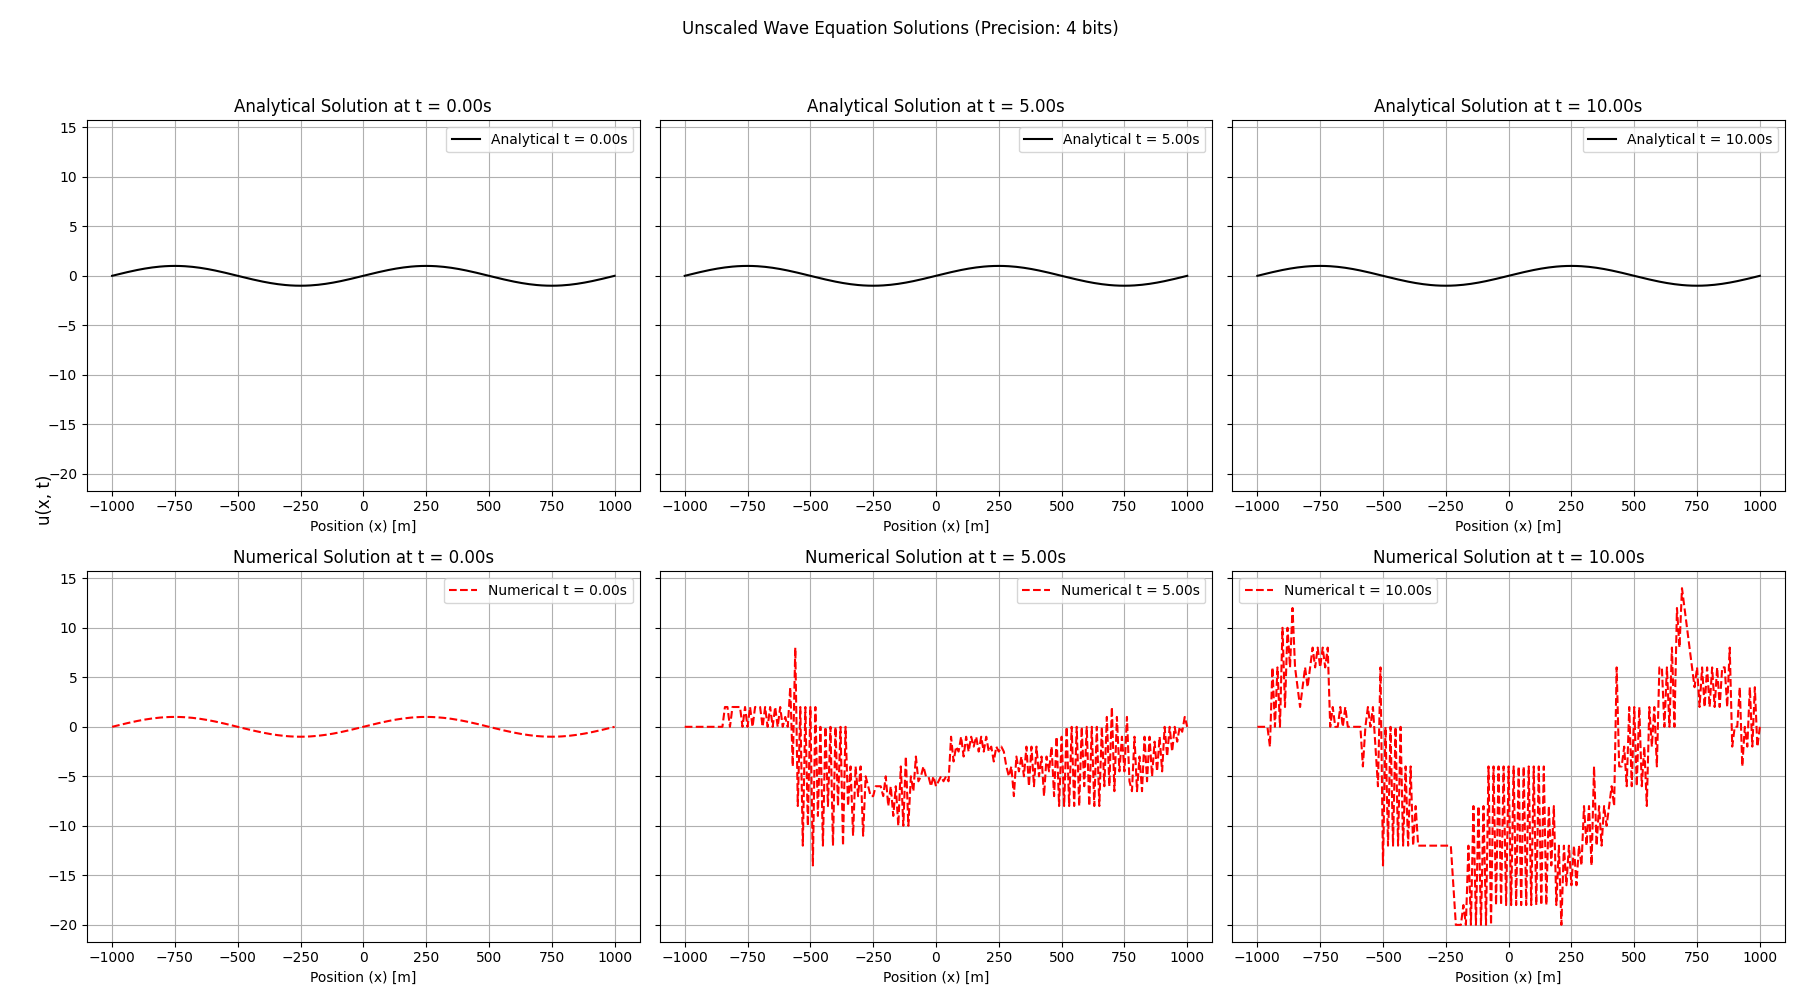 Unscaled Wave Equation Solutions (Precision: 4 bits)
Analytical Solution at t = 0.00s
Analytical Solution at t = 5.00s
Analytical Solution at t = 10.00s
Analytical t = 0.00s
Analytical t = 5.00s
Analytical t = 10.00s
15
10
5
0
−5
−10
−15
−20
−1000 −750 −500 −250 0 250 500 750 1000
−1000 −750 −500 −250 0 250 500 750 1000
−1000 −750 −500 −250 0 250 500 750 1000
Position (x) [m]
Position (x) [m]
Position (x) [m]
u(x, t)
Numerical Solution at t = 0.00s
Numerical Solution at t = 5.00s
Numerical Solution at t = 10.00s
Numerical t = 0.00s
Numerical t = 5.00s
Numerical t = 10.00s
15
10
5
0
−5
−10
−15
−20
−1000 −750 −500 −250 0 250 500 750 1000
−1000 −750 −500 −250 0 250 500 750 1000
−1000 −750 −500 −250 0 250 500 750 1000
Position (x) [m]
Position (x) [m]
Position (x) [m]